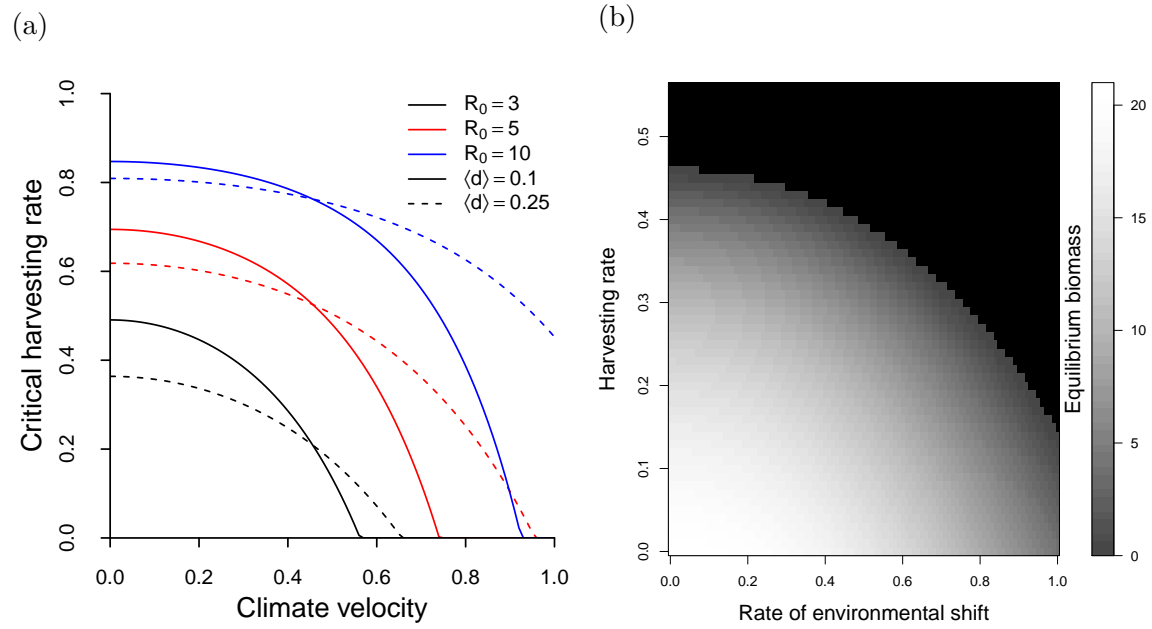 (a)
Critical harvesting rate
1.0
0.8
0.6
0.4
0.2
0.0
R₀ = 3
R₀ = 5
R₀ = 10
⟨d⟩ = 0.1
⟨d⟩ = 0.25
0.0 0.2 0.4 0.6 0.8 1.0
Climate velocity
(b)
Harvesting rate
0.5
0.4
0.3
0.2
0.1
0.0
0.0 0.2 0.4 0.6 0.8 1.0
Rate of environmental shift
Equilibrium biomass
20
15
10
5
0